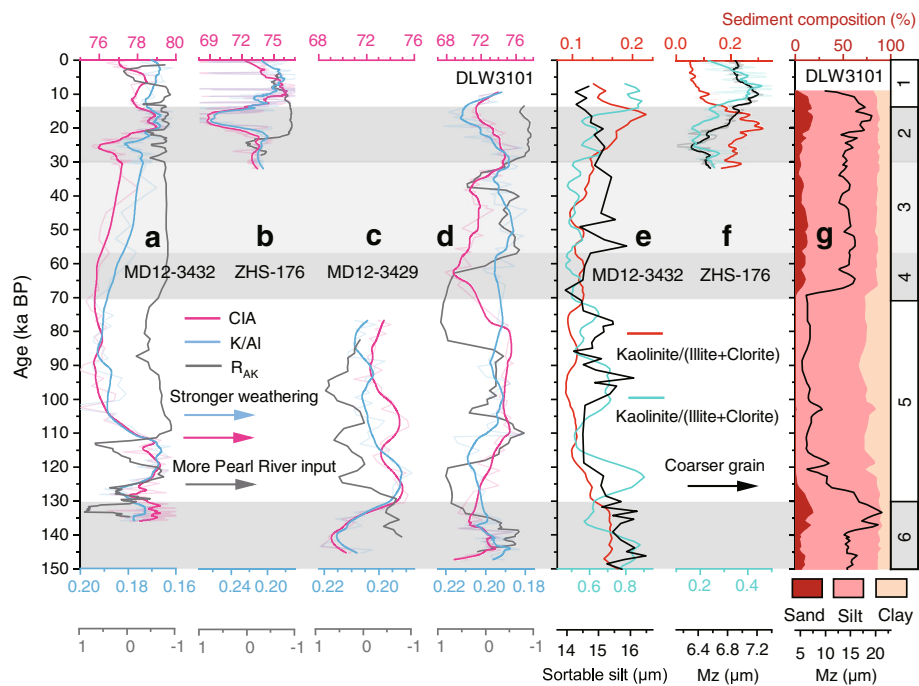 Sediment composition (%)
76 78 80 69 72 75 68 72 75 68 72 76 0.1 0.2 0.0 0.2 0 50 100
Age (ka BP)
0
10
20
30
40
50
60
70
80
90
100
110
120
130
140
150
DLW3101
DLW3101
1
2
3
4
5
6
a b c d e f g
MD12-3432 ZHS-176 MD12-3429 MD12-3432 ZHS-176
CIA
K/Al
RAK
Stronger weathering
More Pearl River input
Kaolinite/(Illite+Clorite)
Kaolinite/(Illite+Clorite)
Coarser grain
0.20 0.18 0.16 0.24 0.20 0.22 0.20 0.22 0.20 0.18 0.6 0.8 0.2 0.4
Sand Silt Clay
1 0 -1 1 0 -1 1 0 -1 1 0 -1 14 15 16 6.4 6.8 7.2 5 10 15 20
Sortable silt (μm) Mz (μm) Mz (μm)